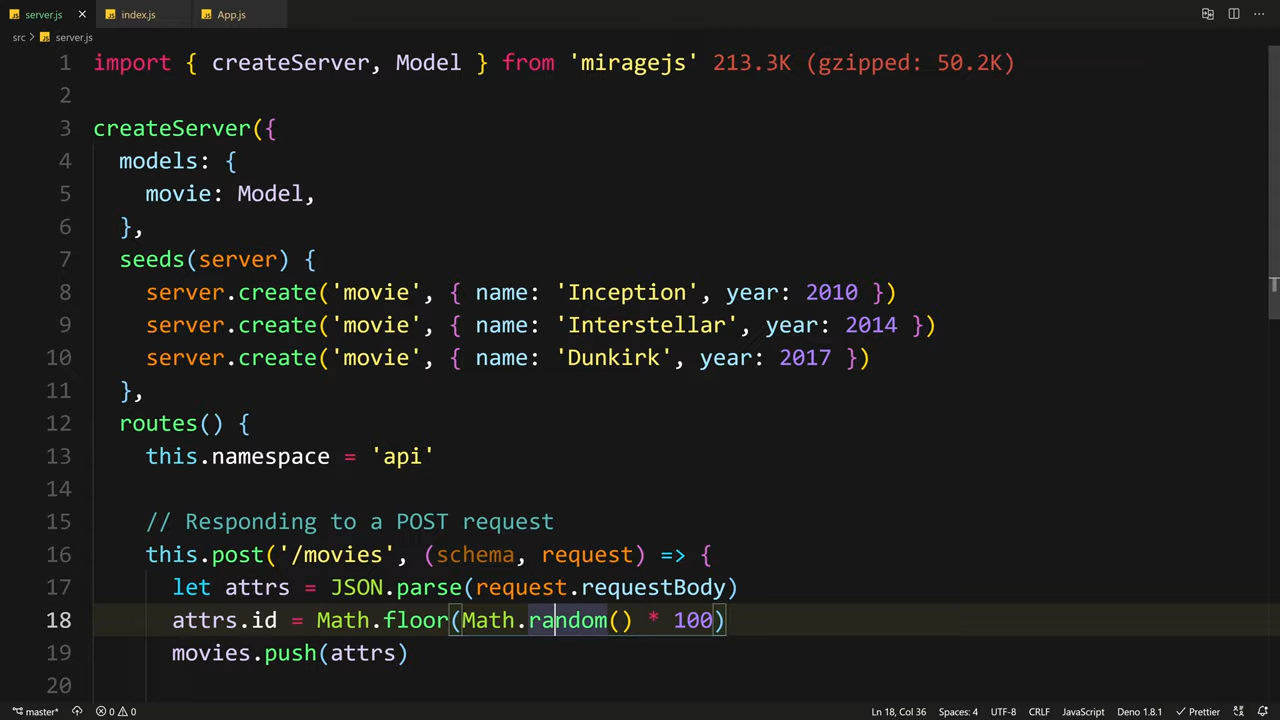 server.js
index.js
App.js
src > server.js
1 import { createServer, Model } from 'miragejs' 213.3K (gzipped: 50.2K)
2
3 createServer({
4 models: {
5 movie: Model,
6 },
7 seeds(server) {
8 server.create('movie', { name: 'Inception', year: 2010 })
9 server.create('movie', { name: 'Interstellar', year: 2014 })
10 server.create('movie', { name: 'Dunkirk', year: 2017 })
11 },
12 routes() {
13 this.namespace = 'api'
14
15 // Responding to a POST request
16 this.post('/movies', (schema, request) => {
17 let attrs = JSON.parse(request.requestBody)
18 attrs.id = Math.floor(Math.random() * 100)
19 movies.push(attrs)
20
master* 0 0 Ln 18, Col 36 Spaces: 4 UTF-8 CRLF JavaScript Deno 1.8.1 Prettier